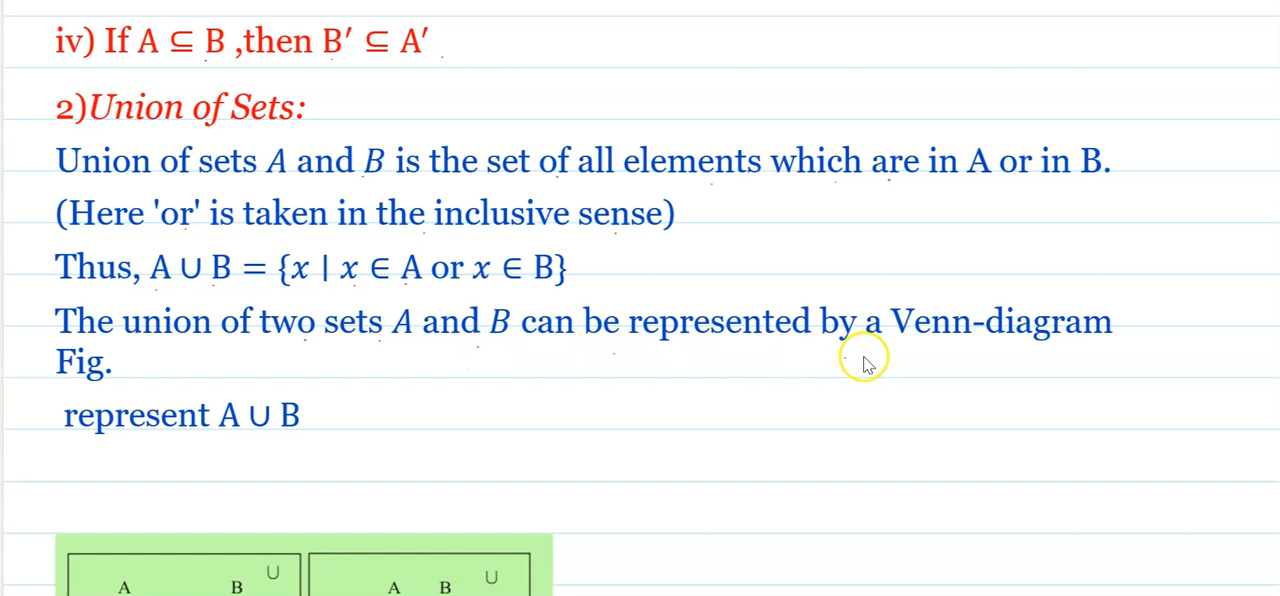 iv) If A ⊆ B ,then B′ ⊆ A′
2)Union of Sets:
Union of sets A and B is the set of all elements which are in A or in B.
(Here 'or' is taken in the inclusive sense)
Thus, A ∪ B = {x | x ∈ A or x ∈ B}
The union of two sets A and B can be represented by a Venn-diagram
Fig.
represent A ∪ B
A B ∪ A B ∪